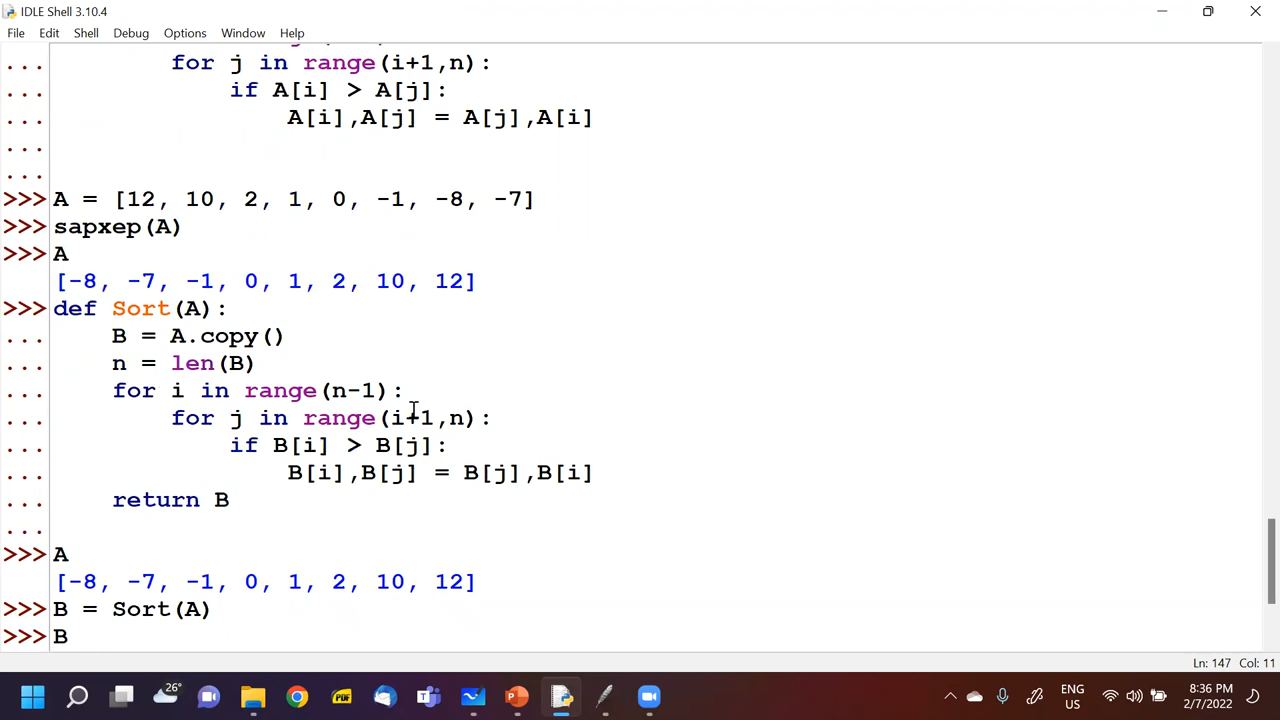 IDLE Shell 3.10.4
File Edit Shell Debug Options Window Help
... for j in range(i+1,n):
... if A[i] > A[j]:
... A[i],A[j] = A[j],A[i]
...
...
>>> A = [12, 10, 2, 1, 0, -1, -8, -7]
>>> sapxep(A)
>>> A
[-8, -7, -1, 0, 1, 2, 10, 12]
>>> def Sort(A):
... B = A.copy()
... n = len(B)
... for i in range(n-1):
... for j in range(i+1,n):
... if B[i] > B[j]:
... B[i],B[j] = B[j],B[i]
... return B
...
>>> A
[-8, -7, -1, 0, 1, 2, 10, 12]
>>> B = Sort(A)
>>> B
Ln: 147 Col: 11
26°
PDF
ENG
US
8:36 PM
2/7/2022